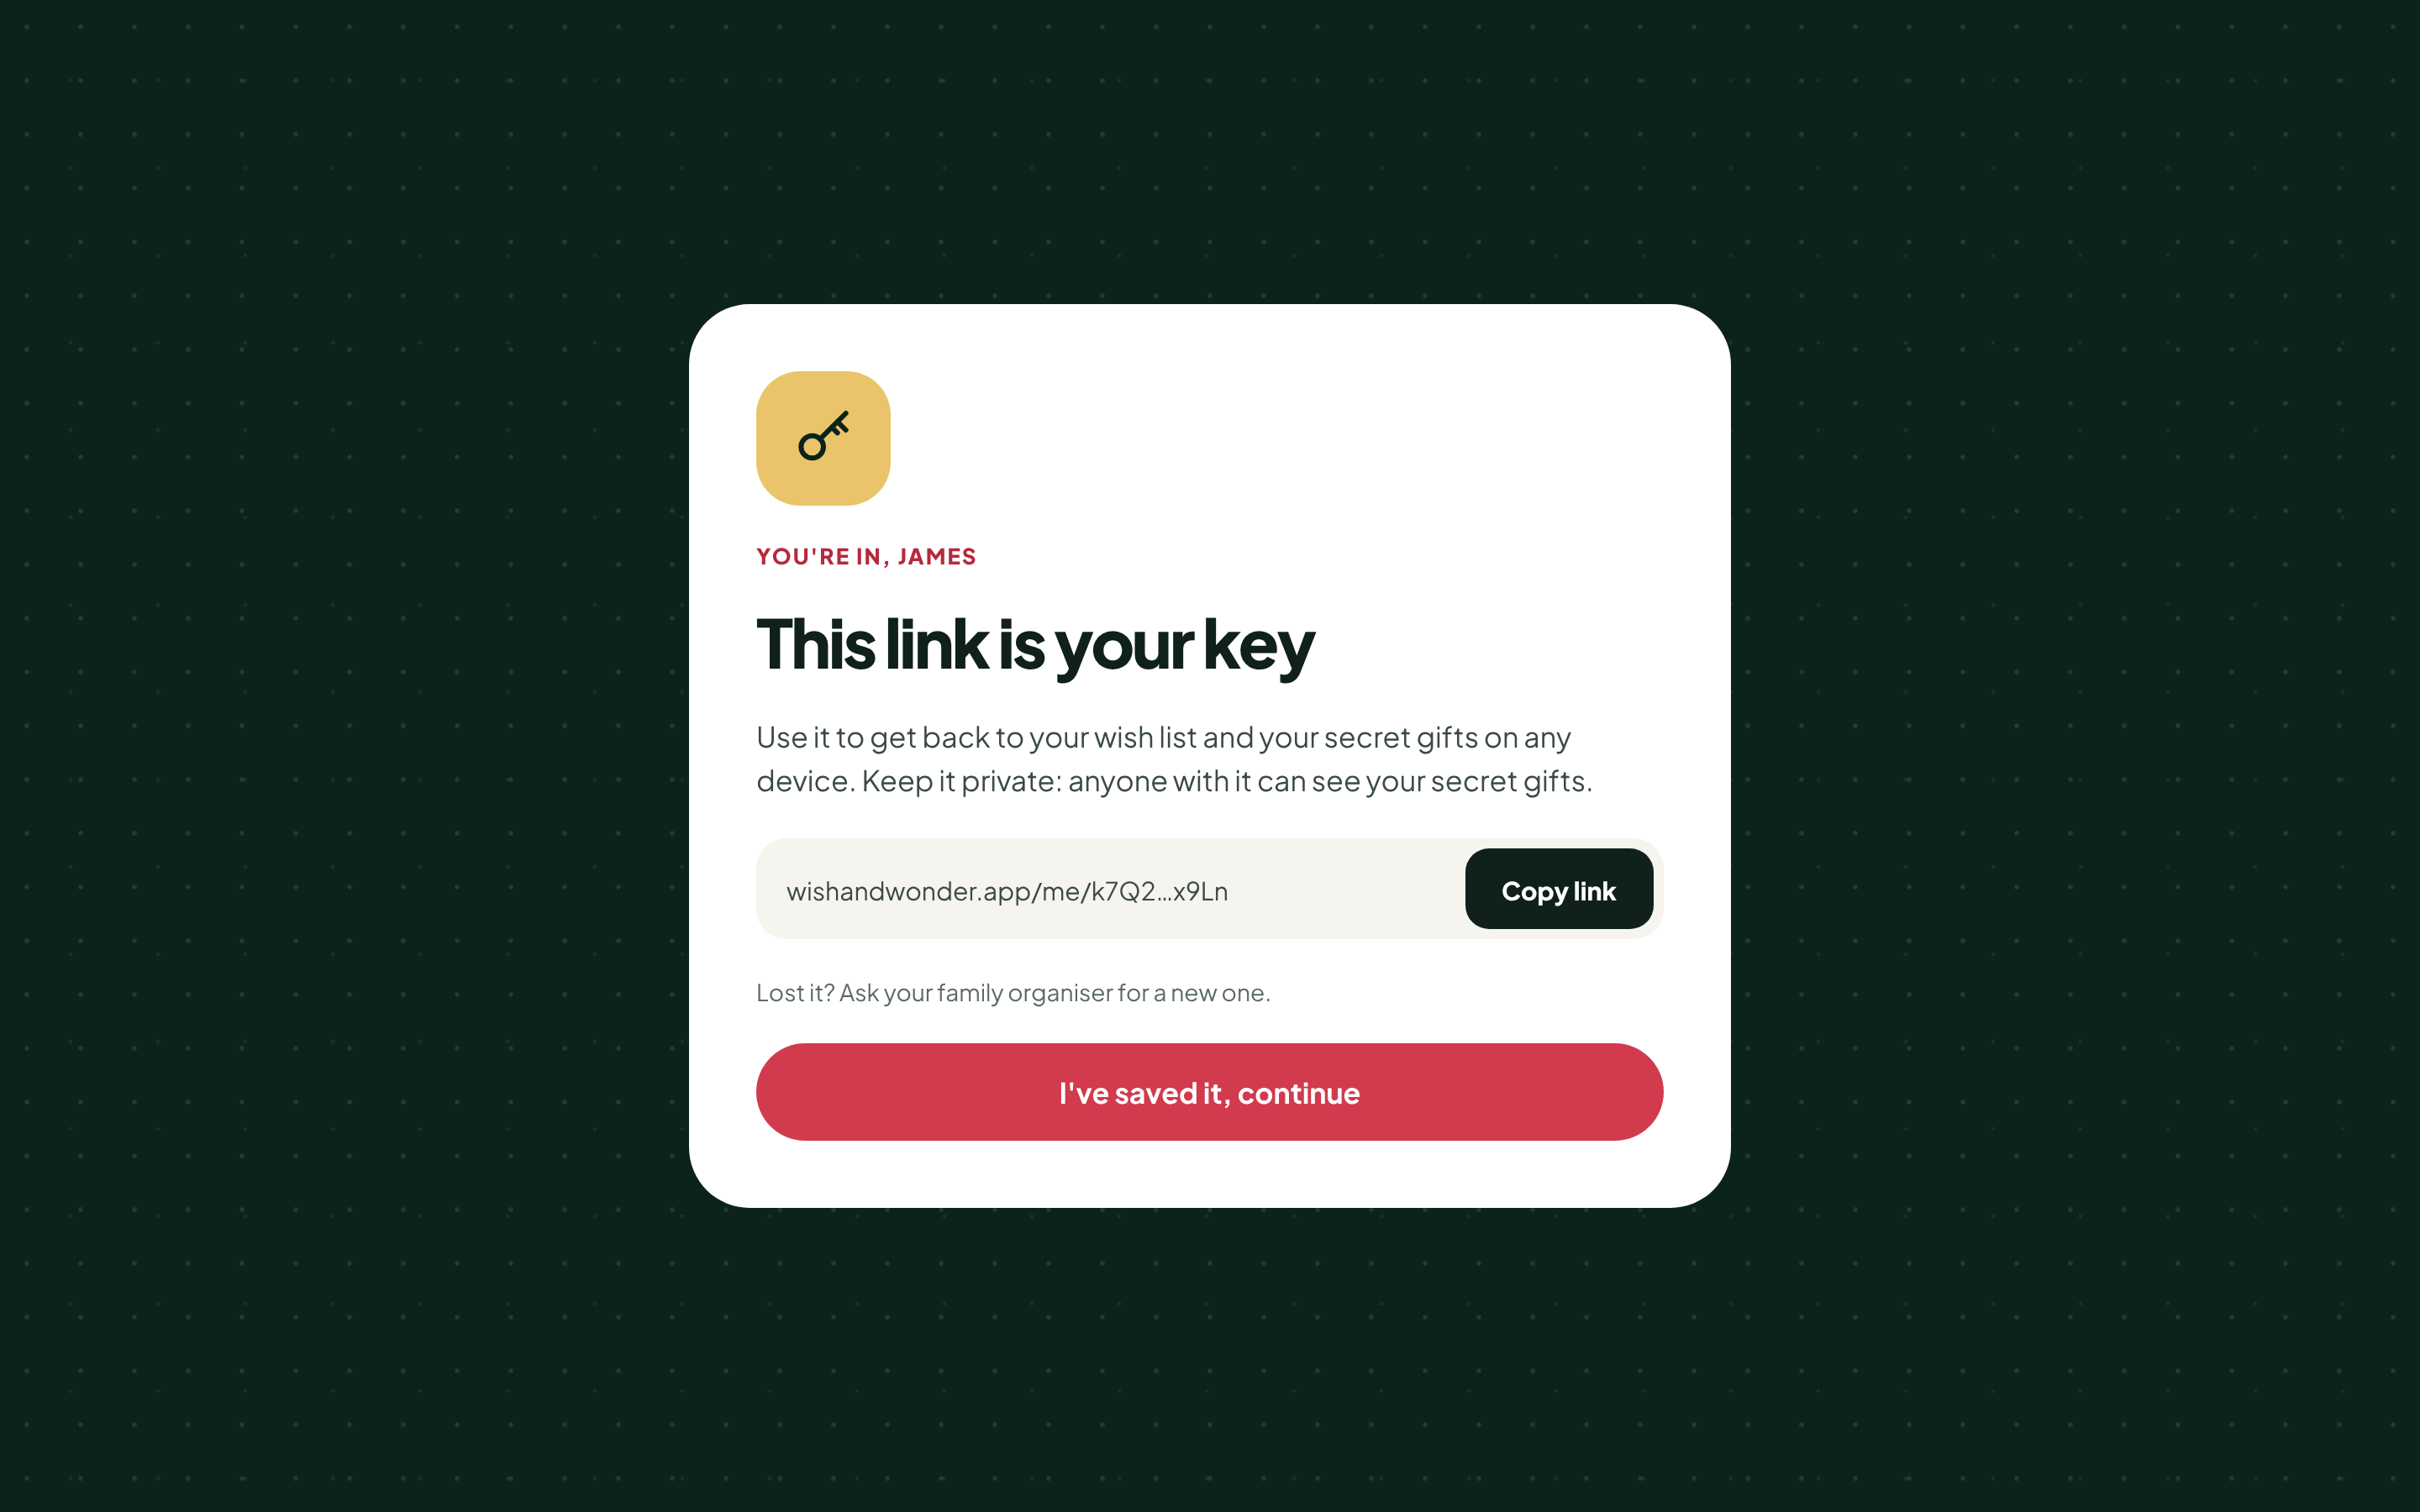 YOU'RE IN, JAMES
This link is your key
Use it to get back to your wish list and your secret gifts on any
device. Keep it private: anyone with it can see your secret gifts.
wishandwonder.app/me/k7Q2…x9Ln
Copy link
Lost it? Ask your family organiser for a new one.
I've saved it, continue